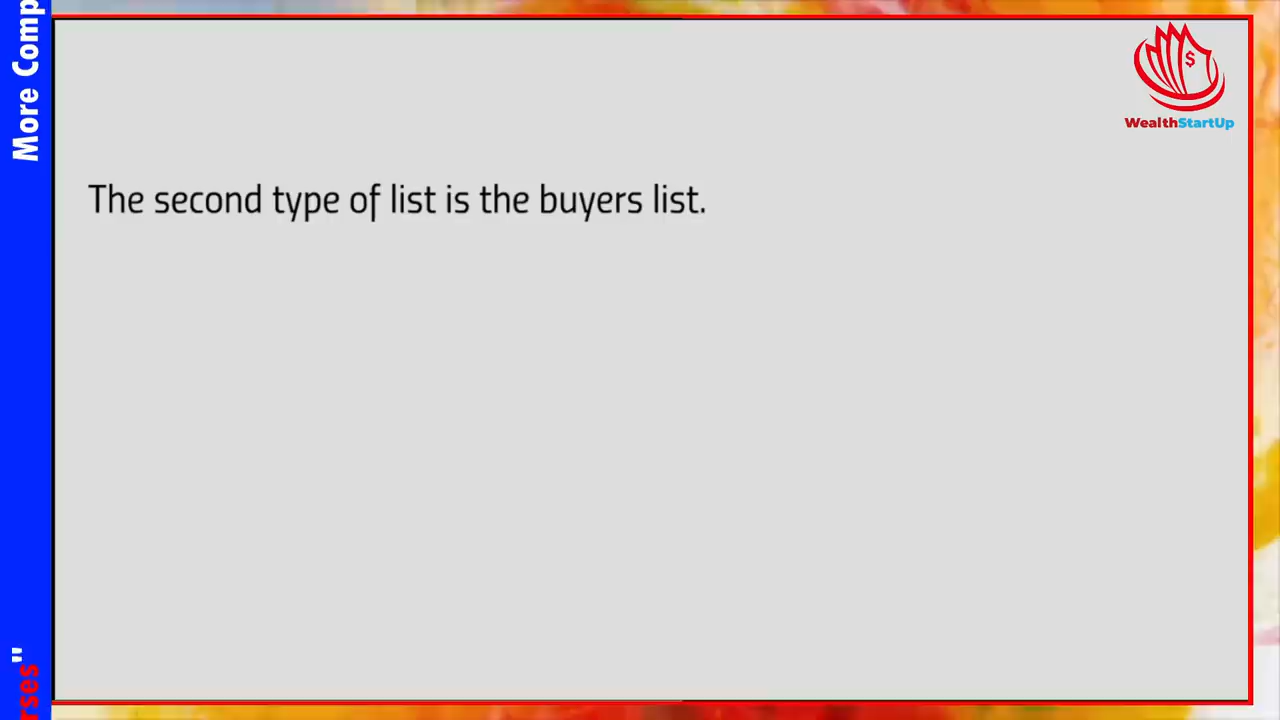 More Comp
WealthStartUp
The second type of list is the buyers list.
rses"